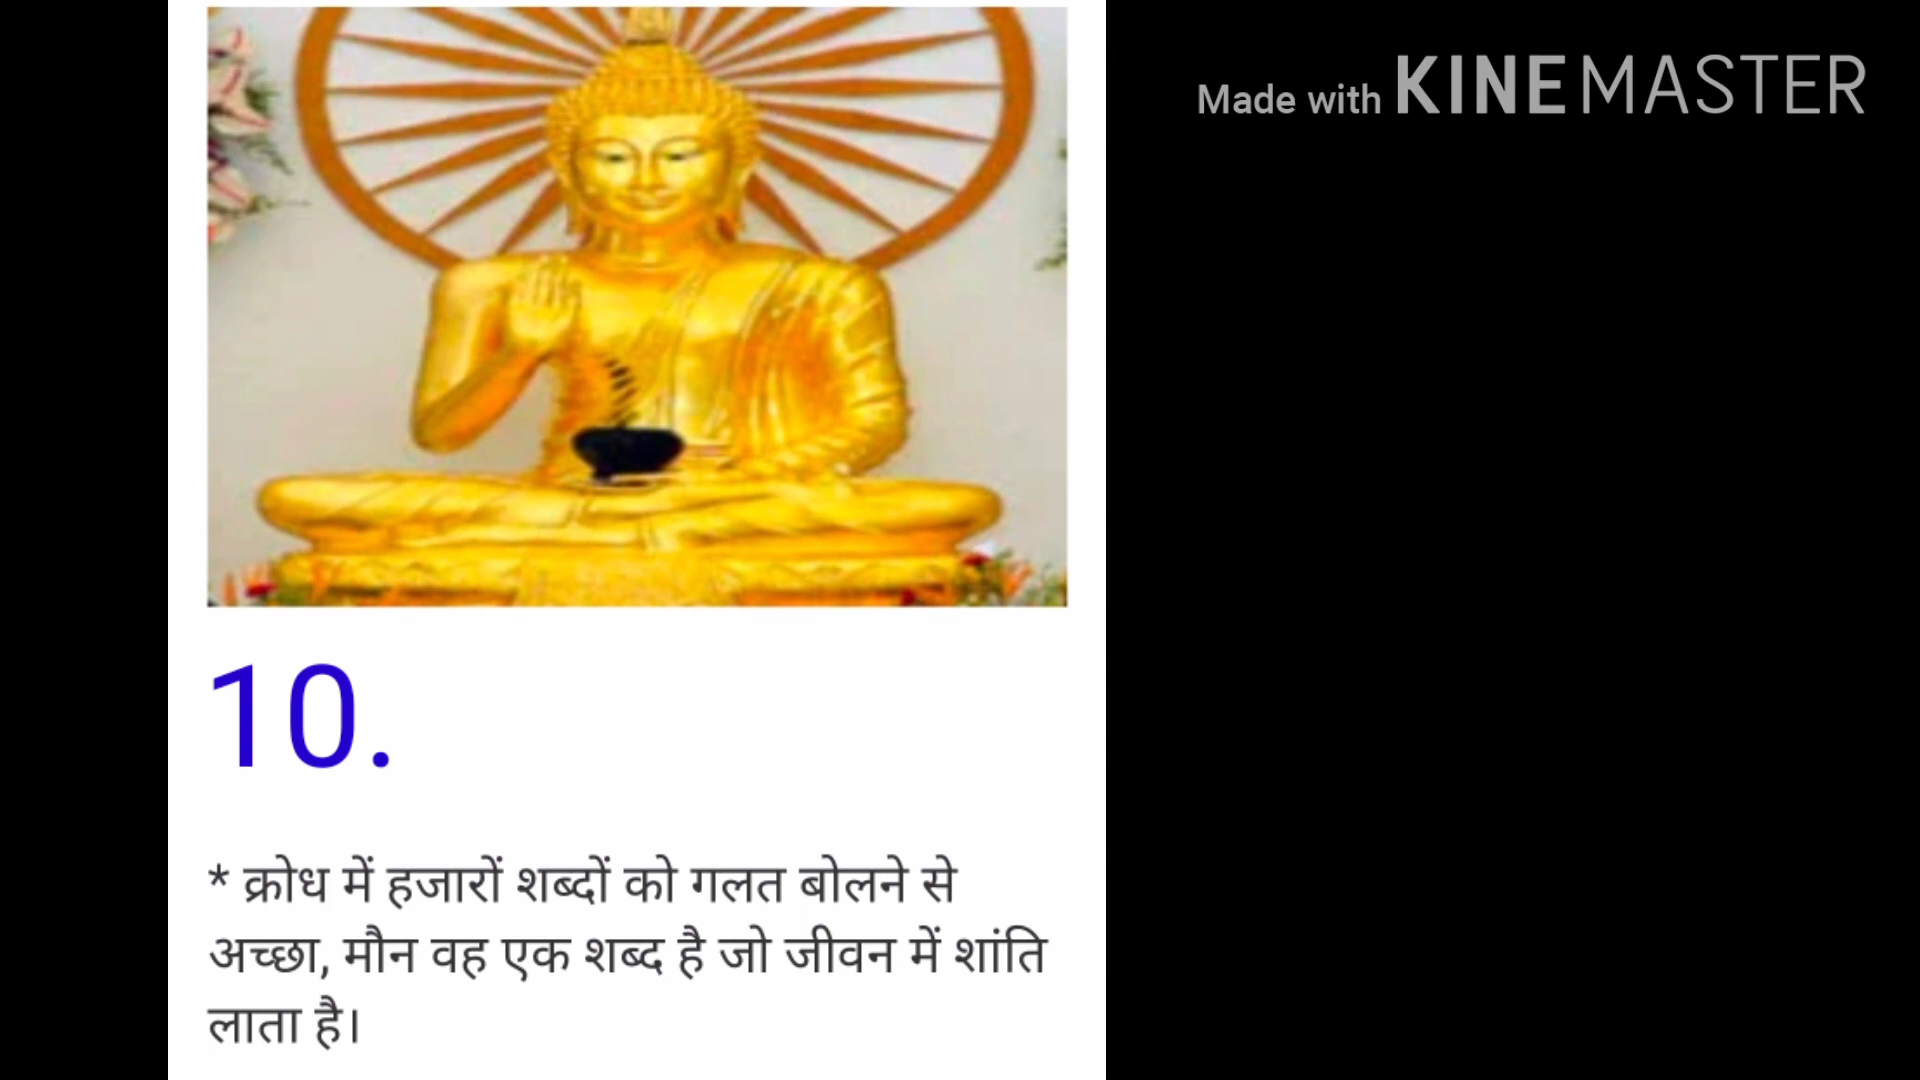 Made with KINEMASTER
10.
* क्रोध में हजारों शब्दों को गलत बोलने से
अच्छा, मौन वह एक शब्द है जो जीवन में शांति
लाता है।